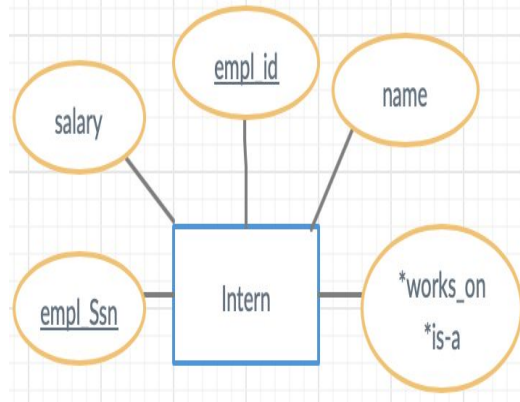 empl_id
name
salary
empl_Ssn
Intern
*works_on
*is-a